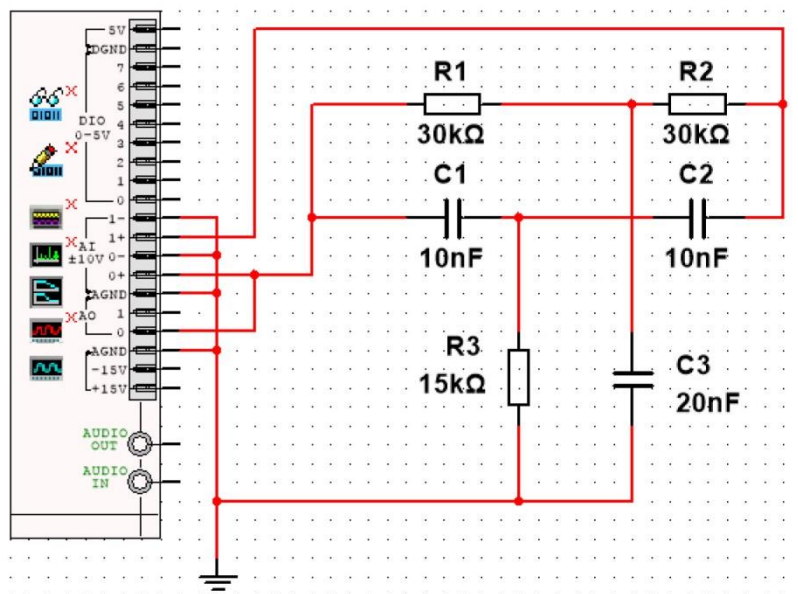 5V
DGND
7
6
5
DIO
0-5V
4
3
2
1
0
1-
1+
AI
±10V
0-
0+
AGND
AO
1
0
AGND
-15V
+15V
AUDIO
OUT
AUDIO
IN
R1
30kΩ
R2
30kΩ
C1
10nF
C2
10nF
R3
15kΩ
C3
20nF